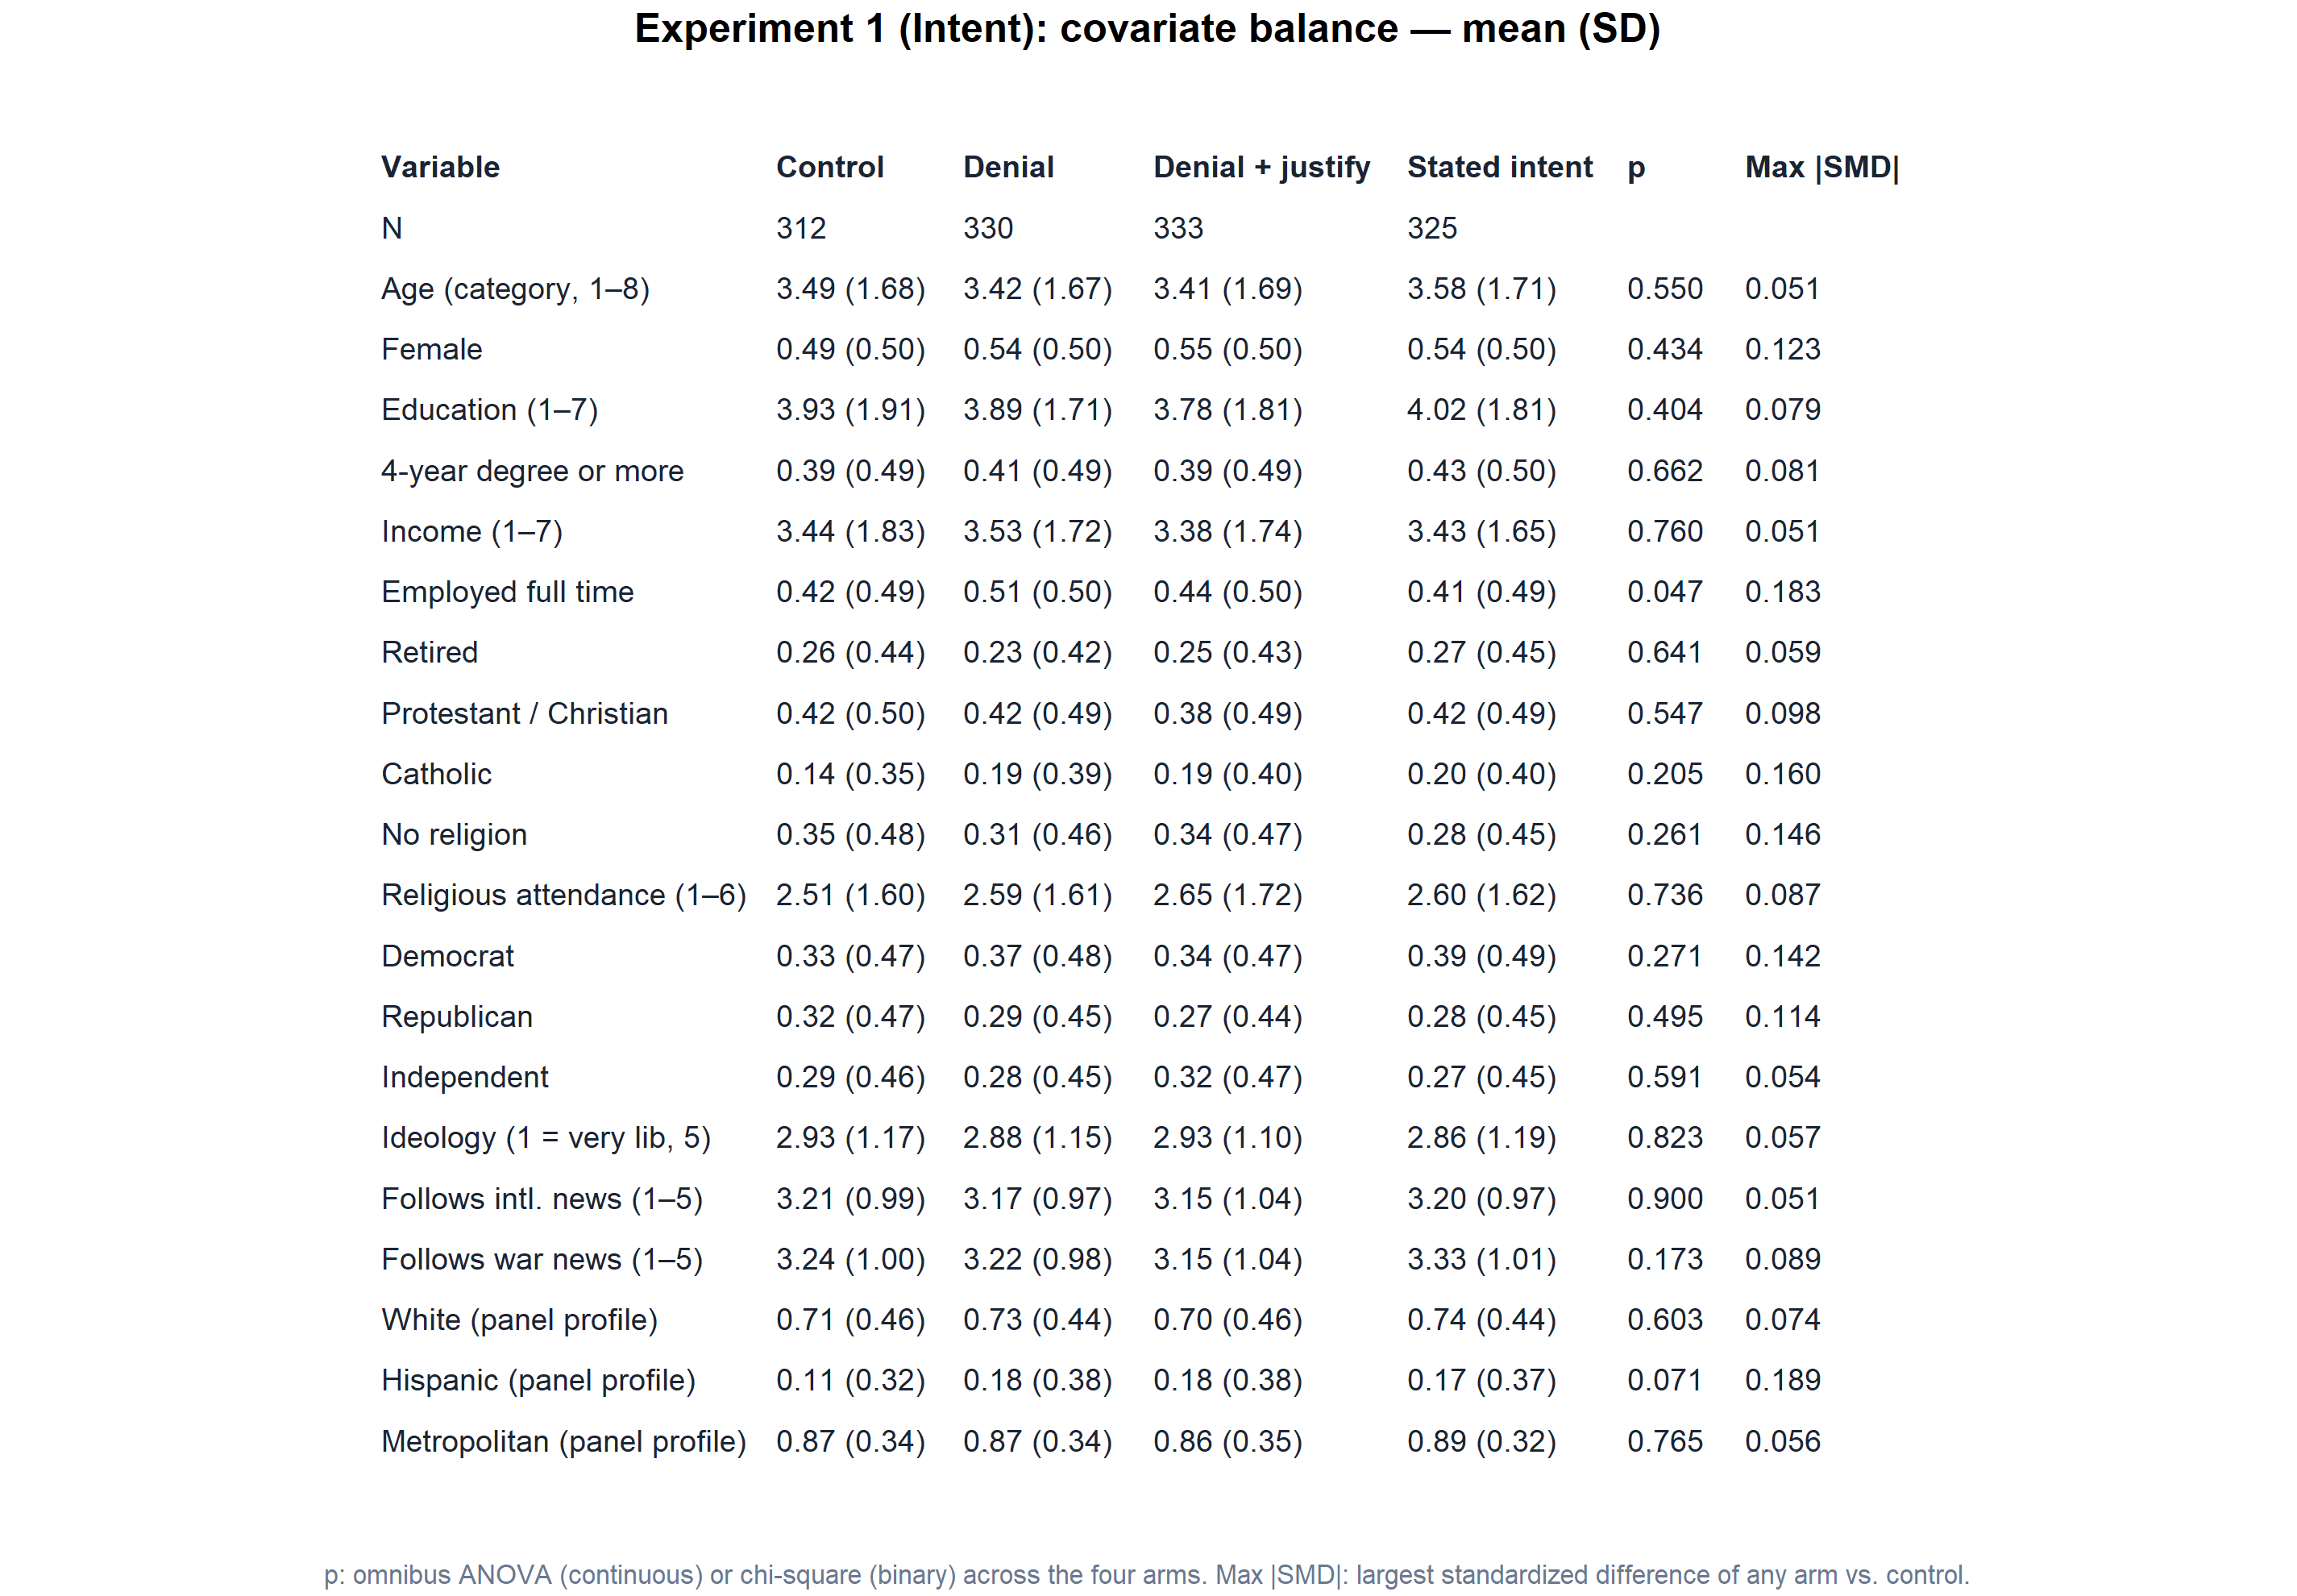 Experiment 1 (Intent): covariate balance — mean (SD)
Variable Control Denial Denial + justify Stated intent p Max |SMD|
N 312 330 333 325
Age (category, 1–8) 3.49 (1.68) 3.42 (1.67) 3.41 (1.69) 3.58 (1.71) 0.550 0.051
Female 0.49 (0.50) 0.54 (0.50) 0.55 (0.50) 0.54 (0.50) 0.434 0.123
Education (1–7) 3.93 (1.91) 3.89 (1.71) 3.78 (1.81) 4.02 (1.81) 0.404 0.079
4-year degree or more 0.39 (0.49) 0.41 (0.49) 0.39 (0.49) 0.43 (0.50) 0.662 0.081
Income (1–7) 3.44 (1.83) 3.53 (1.72) 3.38 (1.74) 3.43 (1.65) 0.760 0.051
Employed full time 0.42 (0.49) 0.51 (0.50) 0.44 (0.50) 0.41 (0.49) 0.047 0.183
Retired 0.26 (0.44) 0.23 (0.42) 0.25 (0.43) 0.27 (0.45) 0.641 0.059
Protestant / Christian 0.42 (0.50) 0.42 (0.49) 0.38 (0.49) 0.42 (0.49) 0.547 0.098
Catholic 0.14 (0.35) 0.19 (0.39) 0.19 (0.40) 0.20 (0.40) 0.205 0.160
No religion 0.35 (0.48) 0.31 (0.46) 0.34 (0.47) 0.28 (0.45) 0.261 0.146
Religious attendance (1–6) 2.51 (1.60) 2.59 (1.61) 2.65 (1.72) 2.60 (1.62) 0.736 0.087
Democrat 0.33 (0.47) 0.37 (0.48) 0.34 (0.47) 0.39 (0.49) 0.271 0.142
Republican 0.32 (0.47) 0.29 (0.45) 0.27 (0.44) 0.28 (0.45) 0.495 0.114
Independent 0.29 (0.46) 0.28 (0.45) 0.32 (0.47) 0.27 (0.45) 0.591 0.054
Ideology (1 = very lib, 5) 2.93 (1.17) 2.88 (1.15) 2.93 (1.10) 2.86 (1.19) 0.823 0.057
Follows intl. news (1–5) 3.21 (0.99) 3.17 (0.97) 3.15 (1.04) 3.20 (0.97) 0.900 0.051
Follows war news (1–5) 3.24 (1.00) 3.22 (0.98) 3.15 (1.04) 3.33 (1.01) 0.173 0.089
White (panel profile) 0.71 (0.46) 0.73 (0.44) 0.70 (0.46) 0.74 (0.44) 0.603 0.074
Hispanic (panel profile) 0.11 (0.32) 0.18 (0.38) 0.18 (0.38) 0.17 (0.37) 0.071 0.189
Metropolitan (panel profile) 0.87 (0.34) 0.87 (0.34) 0.86 (0.35) 0.89 (0.32) 0.765 0.056
p: omnibus ANOVA (continuous) or chi-square (binary) across the four arms. Max |SMD|: largest standardized difference of any arm vs. control.